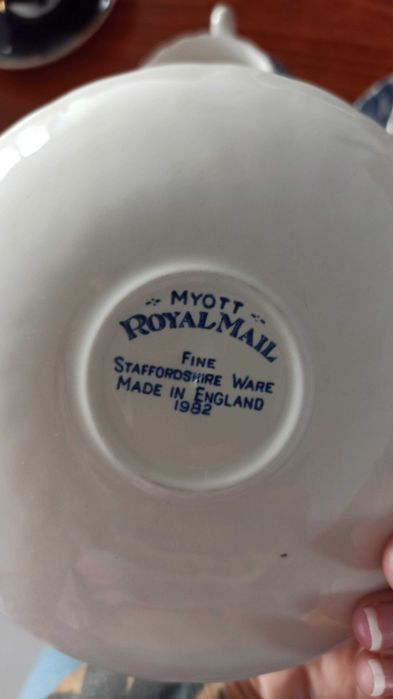 MYOTT
ROYAL MAIL
FINE
STAFFORDSHIRE WARE
MADE IN ENGLAND
1982